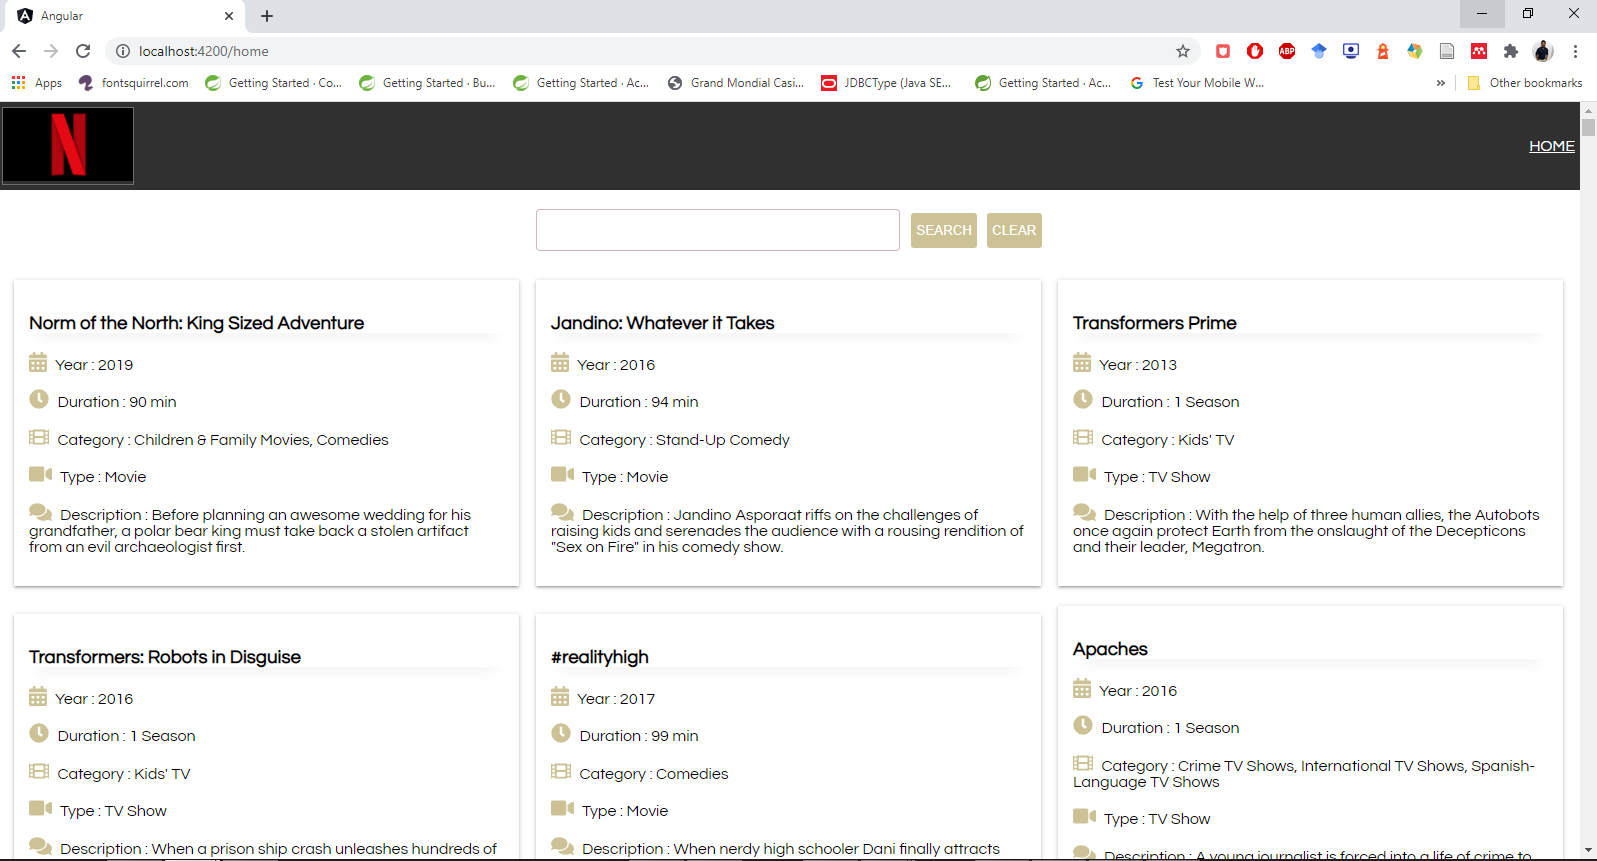 Angular
localhost:4200/home
Apps fontsquirrel.com Getting Started · Co... Getting Started · Bu... Getting Started · Ac... Grand Mondial Casi... JDBCType (Java SE... Getting Started · Ac... Test Your Mobile W... » Other bookmarks
ABP
N
HOME
SEARCH CLEAR
Norm of the North: King Sized Adventure
Year : 2019
Duration : 90 min
Category : Children & Family Movies, Comedies
Type : Movie
Description : Before planning an awesome wedding for his
grandfather, a polar bear king must take back a stolen artifact
from an evil archaeologist first.
Jandino: Whatever it Takes
Year : 2016
Duration : 94 min
Category : Stand-Up Comedy
Type : Movie
Description : Jandino Asporaat riffs on the challenges of
raising kids and serenades the audience with a rousing rendition of
"Sex on Fire" in his comedy show.
Transformers Prime
Year : 2013
Duration : 1 Season
Category : Kids' TV
Type : TV Show
Description : With the help of three human allies, the Autobots
once again protect Earth from the onslaught of the Decepticons
and their leader, Megatron.
Transformers: Robots in Disguise
Year : 2016
Duration : 1 Season
Category : Kids' TV
Type : TV Show
Description : When a prison ship crash unleashes hundreds of
#realityhigh
Year : 2017
Duration : 99 min
Category : Comedies
Type : Movie
Description : When nerdy high schooler Dani finally attracts
Apaches
Year : 2016
Duration : 1 Season
Category : Crime TV Shows, International TV Shows, Spanish-
Language TV Shows
Type : TV Show
Description : A young journalist is forced into a life of crime to